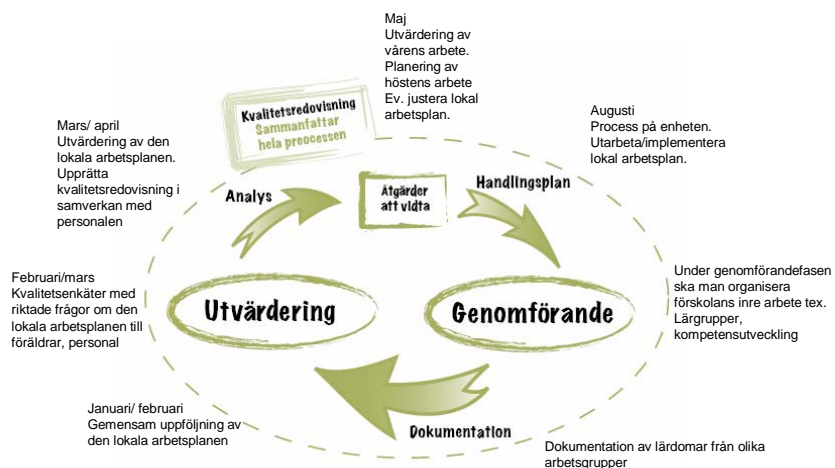 Maj
Utvärdering av
vårens arbete.
Planering av
höstens arbete
Ev. justera lokal
arbetsplan.
Kvalitetsredovisning
Sammanfattar
hela preocessen
Mars/ april
Utvärdering av den
lokala arbetsplanen.
Upprätta
kvalitetsredovisning i
samverkan med
personalen
Augusti
Process på enheten.
Utarbeta/implementera
lokal arbetsplan.
Analys
Åtgärder
att vidta
Handlingsplan
Februari/mars
Kvalitetsenkäter med
riktade frågor om den
lokala arbetsplanen till
föräldrar, personal
Utvärdering
Genomförande
Under genomförandefasen
ska man organisera
förskolans inre arbete tex.
Lärgrupper,
kompetensutveckling
Januari/ februari
Gemensam uppföljning av
den lokala arbetsplanen
Dokumentation
Dokumentation av lärdomar från olika
arbetsgrupper